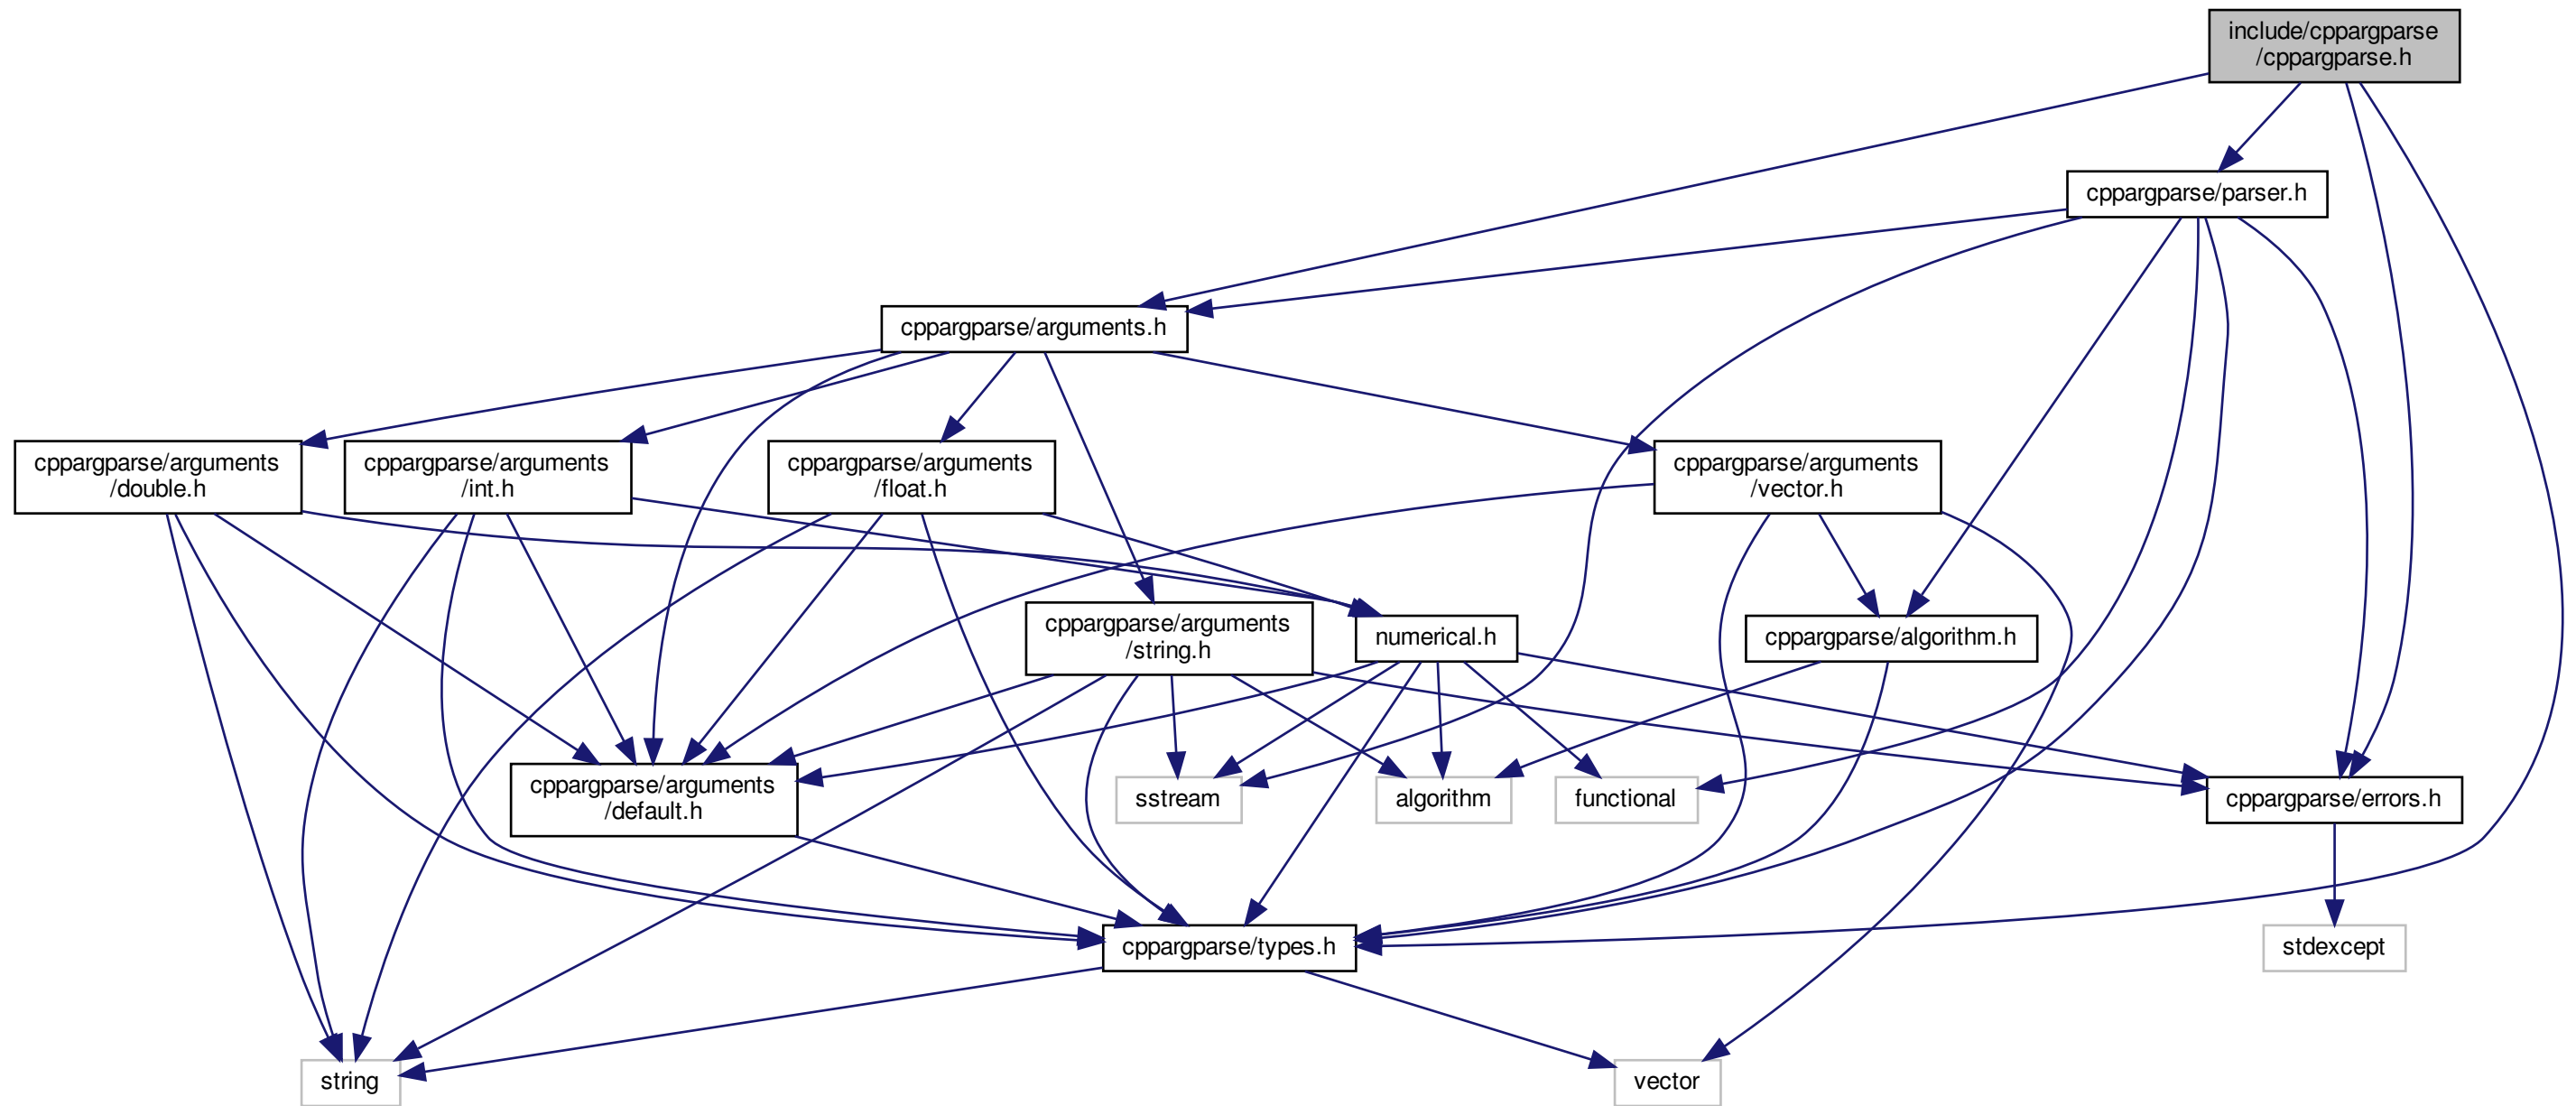 include/cppargparse
/cppargparse.h
cppargparse/parser.h
cppargparse/arguments.h
cppargparse/arguments
/double.h
cppargparse/arguments
/int.h
cppargparse/arguments
/float.h
cppargparse/arguments
/vector.h
cppargparse/arguments
/string.h
numerical.h
cppargparse/algorithm.h
cppargparse/arguments
/default.h
sstream
algorithm
functional
cppargparse/errors.h
cppargparse/types.h
stdexcept
string
vector